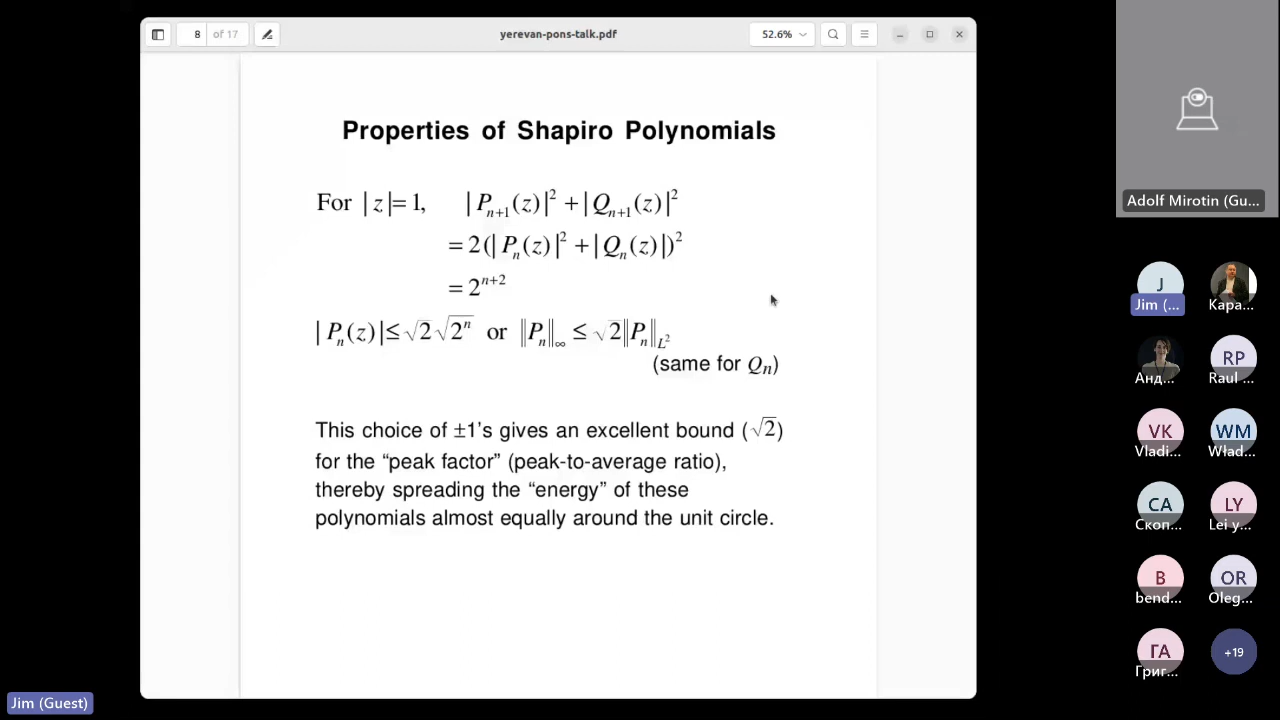 8 of 17
yerevan-pons-talk.pdf
52.6%
Properties of Shapiro Polynomials
For |z|=1, |P_{n+1}(z)|^2 + |Q_{n+1}(z)|^2
= 2(|P_n(z)|^2 + |Q_n(z)|)^2
= 2^{n+2}
|P_n(z)| ≤ √2 √2^n or ‖P_n‖_∞ ≤ √2 ‖P_n‖_{L^2}
(same for Q_n)
This choice of ±1's gives an excellent bound (√2)
for the “peak factor” (peak-to-average ratio),
thereby spreading the “energy” of these
polynomials almost equally around the unit circle.
Adolf Mirotin (Gu...
J
Jim (...
Кара...
Анд...
RP
Raul ...
VK
Vladi...
WM
Wład...
CA
Скоп...
LY
Lei y...
B
bend...
OR
Oleg...
ГА
Григ...
+19
Jim (Guest)